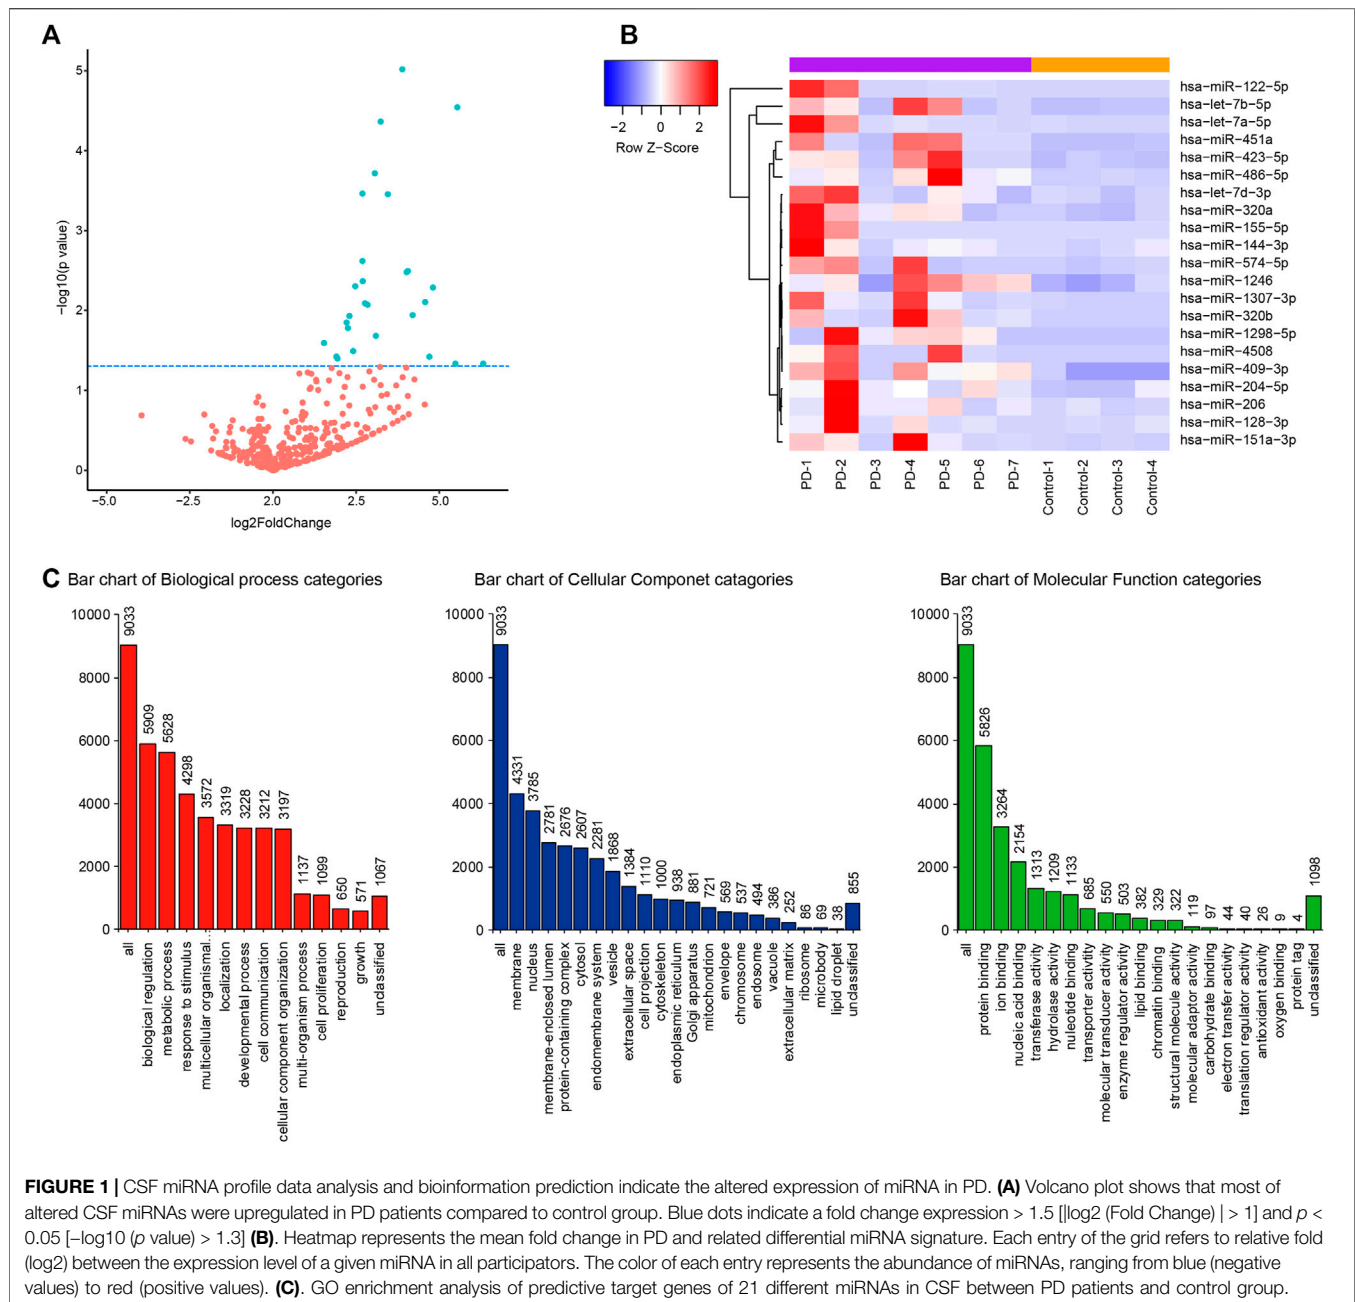 A
5
4
3
2
1
0
-log10(p value)
−5.0
−2.5
2.0
2.5
5.0
log2FoldChange
B
−2 0 2
Row Z−Score
hsa−miR−122−5p
hsa−let−7b−5p
hsa−let−7a−5p
hsa−miR−451a
hsa−miR−423−5p
hsa−miR−486−5p
hsa−let−7d−3p
hsa−miR−320a
hsa−miR−155−5p
hsa−miR−144−3p
hsa−miR−574−5p
hsa−miR−1246
hsa−miR−1307−3p
hsa−miR−320b
hsa−miR−1298−5p
hsa−miR−4508
hsa−miR−409−3p
hsa−miR−204−5p
hsa−miR−206
hsa−miR−128−3p
hsa−miR−151a−3p
PD-1
PD-2
PD-3
PD-4
PD-5
PD-6
PD-7
Control-1
Control-2
Control-3
Control-4
C Bar chart of Biological process categories
10000
8000
6000
4000
2000
0
9033
5909
5628
4298
3572
3319
3228
3212
3197
1137
1099
650
571
1067
all
biological regulation
metabolic process
response to stimulus
multicellular organismal...
localization
developmental process
cell communication
cellular component organization
multi-organism process
cell proliferation
reproduction
growth
unclassified
Bar chart of Cellular Componet catagories
10000
8000
6000
4000
2000
0
9033
4331
3785
2781
2676
2607
2281
1868
1384
1110
1000
938
881
721
569
537
494
386
252
86
69
38
855
all
membrane
nucleus
membrane-enclosed lumen
protein-containing complex
cytosol
endomembrane system
vesicle
extracellular space
cell projection
cytoskeleton
endoplasmic reticulum
Golgi apparatus
mitochondrion
envelope
chromosome
endosome
vacuole
extracellular matrix
ribosome
microbody
lipid droplet
unclassified
Bar chart of Molecular Function categories
10000
8000
6000
4000
2000
0
9033
5826
3264
2154
1313
1209
1133
685
550
503
382
329
322
119
97
44
40
26
9
4
1098
all
protein binding
ion binding
nudeic acid binding
transferase activity
hydrolase activity
nuleotide binding
transporter activity
molecular transducer activity
enzyme regulator activity
lipid binding
chromatin binding
structural molecule activity
molecular adaptor activity
carbohydrate binding
electron transfer activity
translation regulator activity
antioxidant activity
oxygen binding
protein tag
unclassified
FIGURE 1 | CSF miRNA profile data analysis and bioinformation prediction indicate the altered expression of miRNA in PD. (A) Volcano plot shows that most of
altered CSF miRNAs were upregulated in PD patients compared to control group. Blue dots indicate a fold change expression > 1.5 [|log2 (Fold Change) | > 1] and p <
0.05 [−log10 (p value) > 1.3] (B). Heatmap represents the mean fold change in PD and related differential miRNA signature. Each entry of the grid refers to relative fold
(log2) between the expression level of a given miRNA in all participators. The color of each entry represents the abundance of miRNAs, ranging from blue (negative
values) to red (positive values). (C). GO enrichment analysis of predictive target genes of 21 different miRNAs in CSF between PD patients and control group.